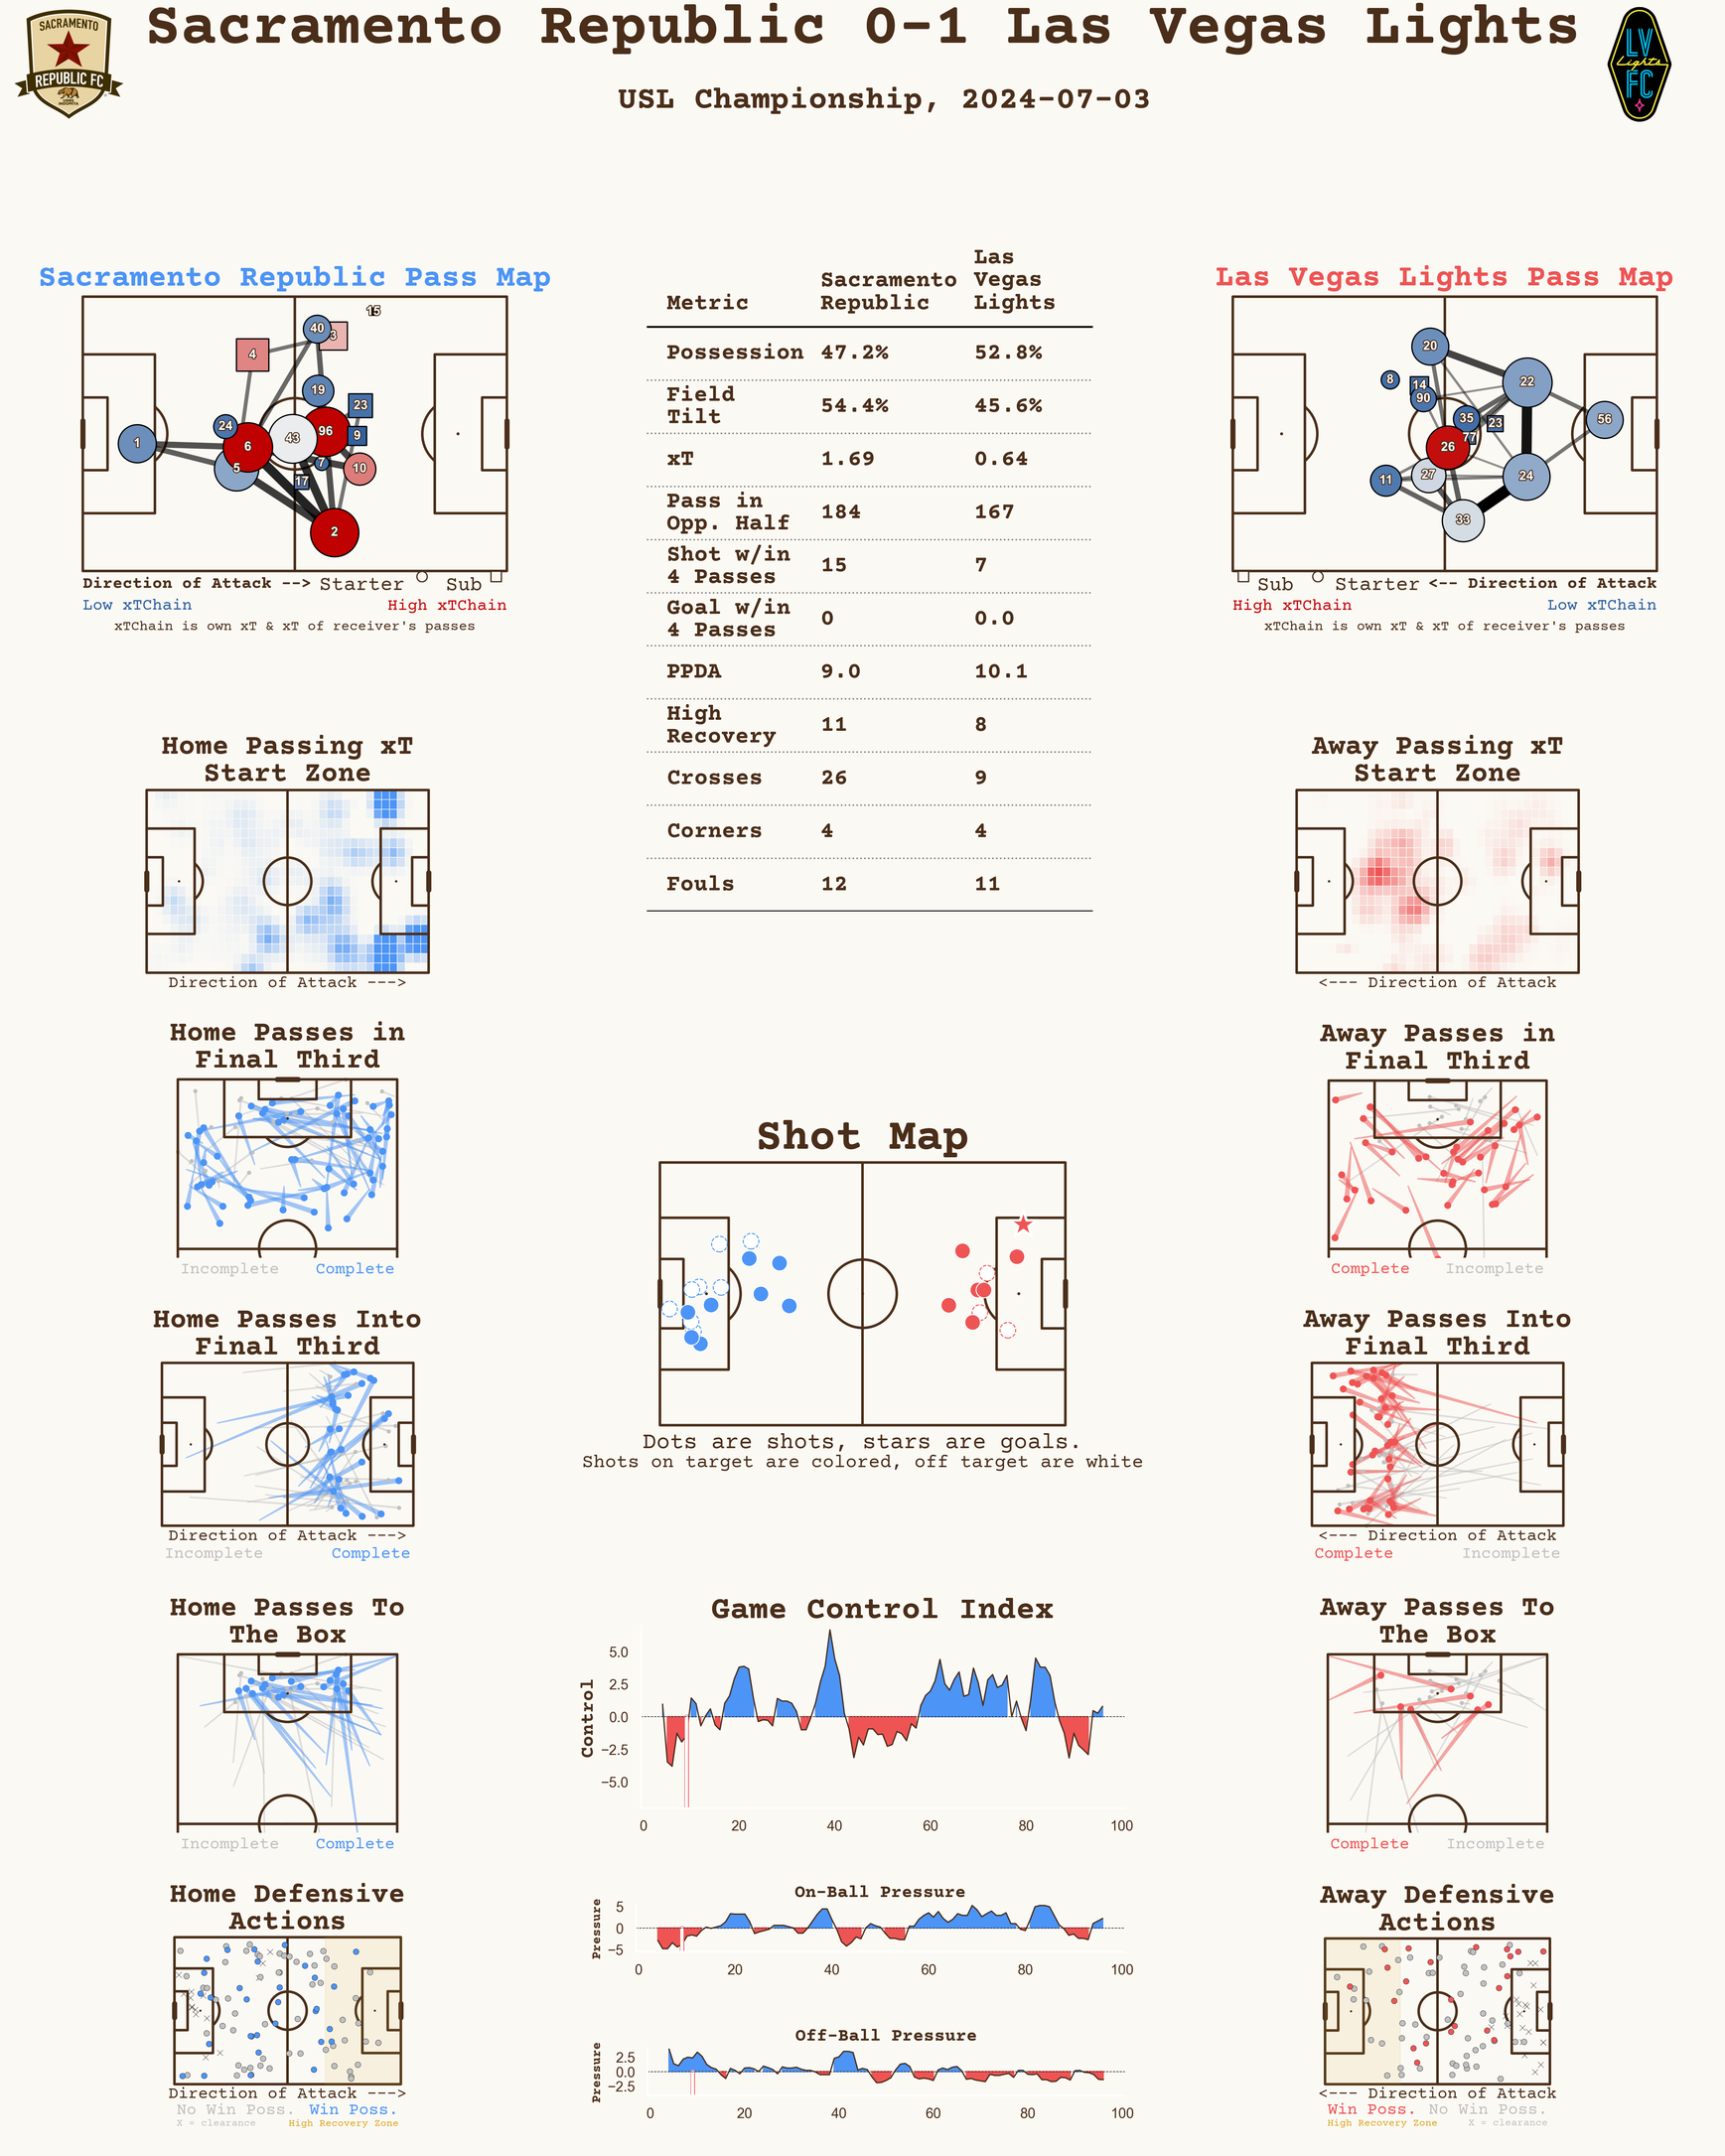 Sacramento Republic 0-1 Las Vegas Lights
USL Championship, 2024-07-03
SACRAMENTO
REPUBLIC FC
LV
Lights
FC
Sacramento Republic Pass Map
15
40
3
4
19
23
24
96
43
9
1
6
5
7
10
17
2
Direction of Attack --> Starter Sub
Low xTChain High xTChain
xTChain is own xT & xT of receiver's passes
Metric Sacramento Republic Las Vegas Lights
Possession 47.2% 52.8%
Field Tilt 54.4% 45.6%
xT 1.69 0.64
Pass in Opp. Half 184 167
Shot w/in 4 Passes 15 7
Goal w/in 4 Passes 0 0.0
PPDA 9.0 10.1
High Recovery 11 8
Crosses 26 9
Corners 4 4
Fouls 12 11
Las Vegas Lights Pass Map
20
8
14
22
90
35
23
56
77
26
27
11
24
33
Sub Starter <-- Direction of Attack
High xTChain Low xTChain
xTChain is own xT & xT of receiver's passes
Home Passing xT
Start Zone
Direction of Attack --->
Away Passing xT
Start Zone
<--- Direction of Attack
Home Passes in
Final Third
Incomplete Complete
Away Passes in
Final Third
Complete Incomplete
Shot Map
Dots are shots, stars are goals.
Shots on target are colored, off target are white
Home Passes Into
Final Third
Direction of Attack --->
Incomplete Complete
Away Passes Into
Final Third
<--- Direction of Attack
Complete Incomplete
Home Passes To
The Box
Incomplete Complete
Game Control Index
Control
5.0
2.5
0.0
−2.5
−5.0
0 20 40 60 80 100
Away Passes To
The Box
Complete Incomplete
Home Defensive
Actions
Direction of Attack --->
No Win Poss. Win Poss.
X = clearance High Recovery Zone
On-Ball Pressure
Pressure
5
0
−5
0 20 40 60 80 100
Off-Ball Pressure
Pressure
2.5
0.0
−2.5
0 20 40 60 80 100
Away Defensive
Actions
<--- Direction of Attack
Win Poss. No Win Poss.
High Recovery Zone X = clearance